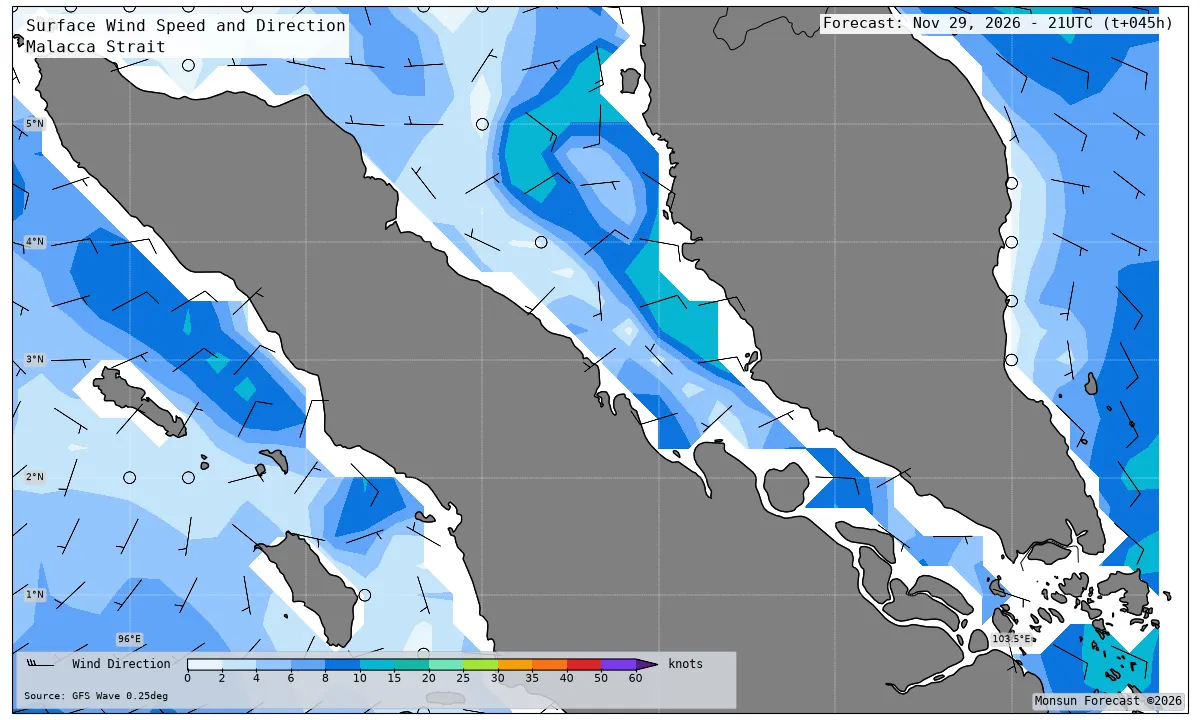 Surface Wind Speed and Direction
Malacca Strait
Forecast: Nov 29, 2026 - 21UTC (t+045h)
5°N
4°N
3°N
2°N
1°N
96°E
103.5°E
Wind Direction
knots
0 2 4 6 8 10 15 20 25 30 35 40 50 60
Source: GFS Wave 0.25deg
Monsun Forecast ©2026